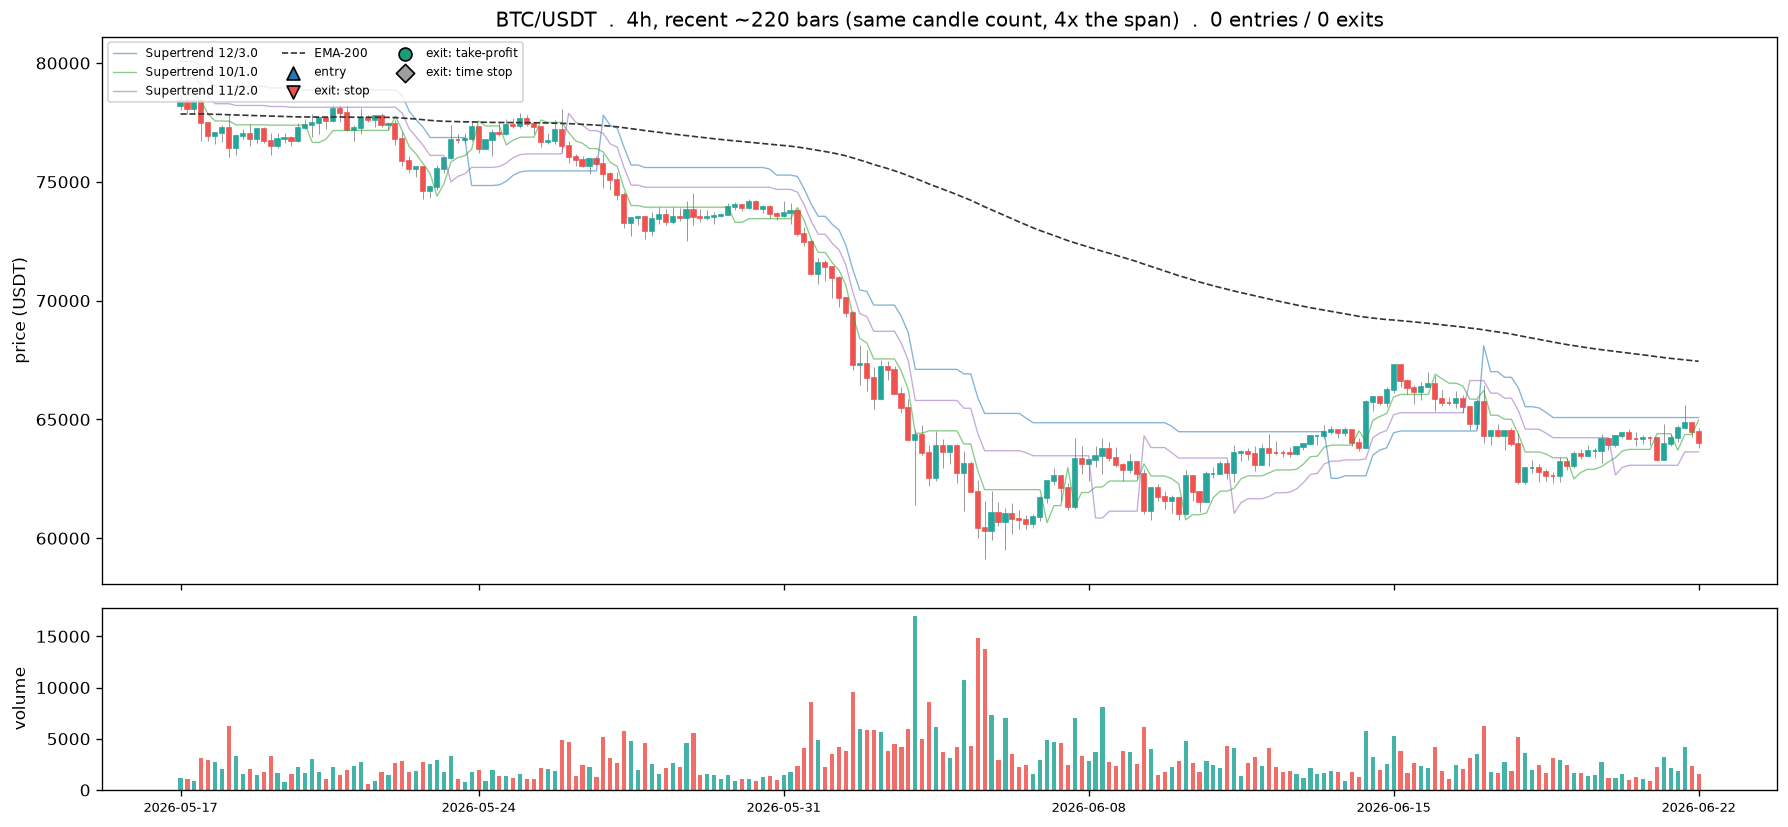 BTC/USDT . 4h, recent ~220 bars (same candle count, 4x the span) . 0 entries / 0 exits
Supertrend 12/3.0
Supertrend 10/1.0
Supertrend 11/2.0
EMA-200
entry
exit: stop
exit: take-profit
exit: time stop
price (USDT)
80000
75000
70000
65000
60000
volume
15000
10000
5000
0
2026-05-17
2026-05-24
2026-05-31
2026-06-08
2026-06-15
2026-06-22